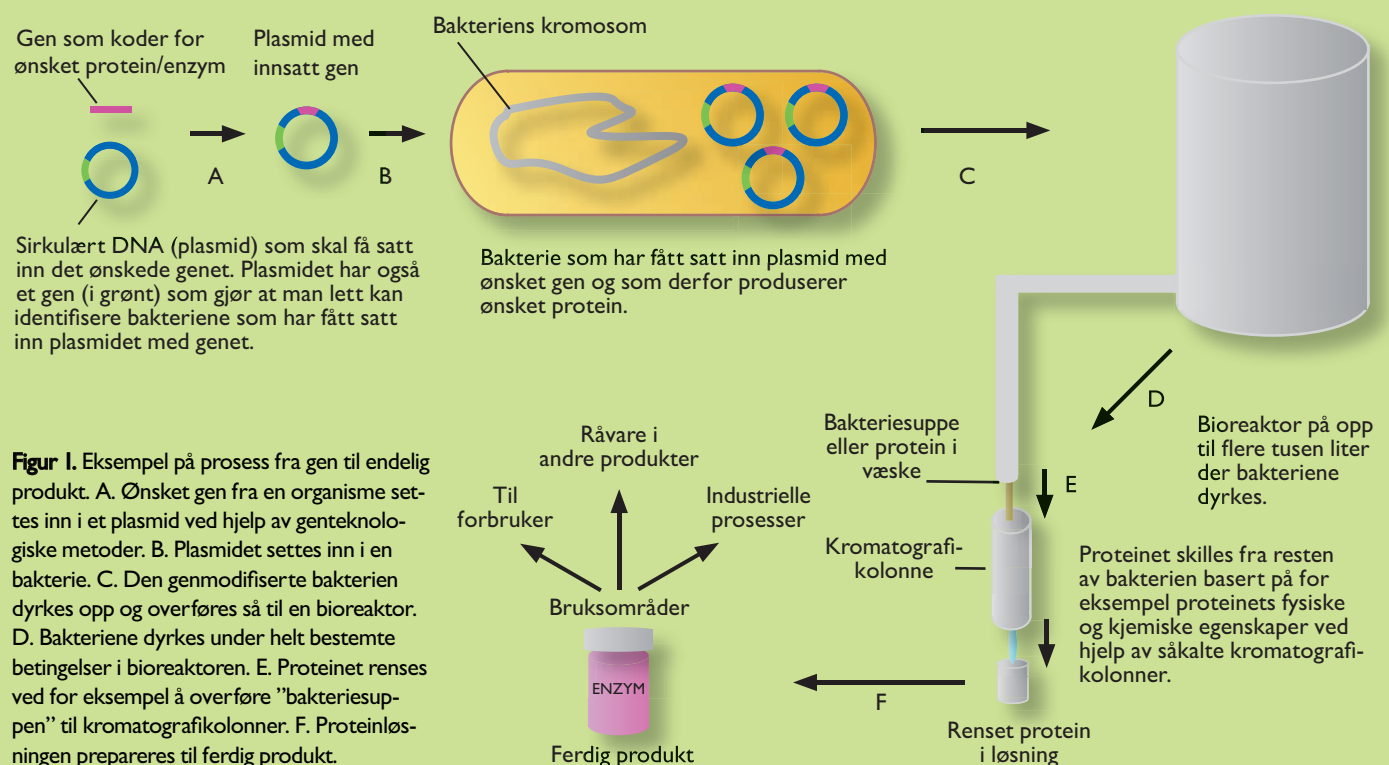 Gen som koder for
ønsket protein/enzym
Plasmid med
innsatt gen
Bakteriens kromosom
A
B
C
Sirkulært DNA (plasmid) som skal få satt
inn det ønskede genet. Plasmidet har også
et gen (i grønt) som gjør at man lett kan
identifisere bakteriene som har fått satt
inn plasmidet med genet.
Bakterie som har fått satt inn plasmid med
ønsket gen og som derfor produserer
ønsket protein.
D
Bioreaktor på opp
til flere tusen liter
der bakteriene
dyrkes.
Bakteriesuppe
eller protein i
væske
E
Kromatografi-
kolonne
Proteinet skilles fra resten
av bakterien basert på for
eksempel proteinets fysiske
og kjemiske egenskaper ved
hjelp av såkalte kromatografi-
kolonner.
Renset protein
i løsning
F
Råvare i
andre produkter
Til
forbruker
Industrielle
prosesser
Bruksområder
ENZYM
Ferdig produkt
Figur 1. Eksempel på prosess fra gen til endelig
produkt. A. Ønsket gen fra en organisme set-
tes inn i et plasmid ved hjelp av genteknolo-
giske metoder. B. Plasmidet settes inn i en
bakterie. C. Den genmodifiserte bakterien
dyrkes opp og overføres så til en bioreaktor.
D. Bakteriene dyrkes under helt bestemte
betingelser i bioreaktoren. E. Proteinet renses
ved for eksempel å overføre ”bakteriesup-
pen” til kromatografikolonner. F. Proteinløs-
ningen prepareres til ferdig produkt.